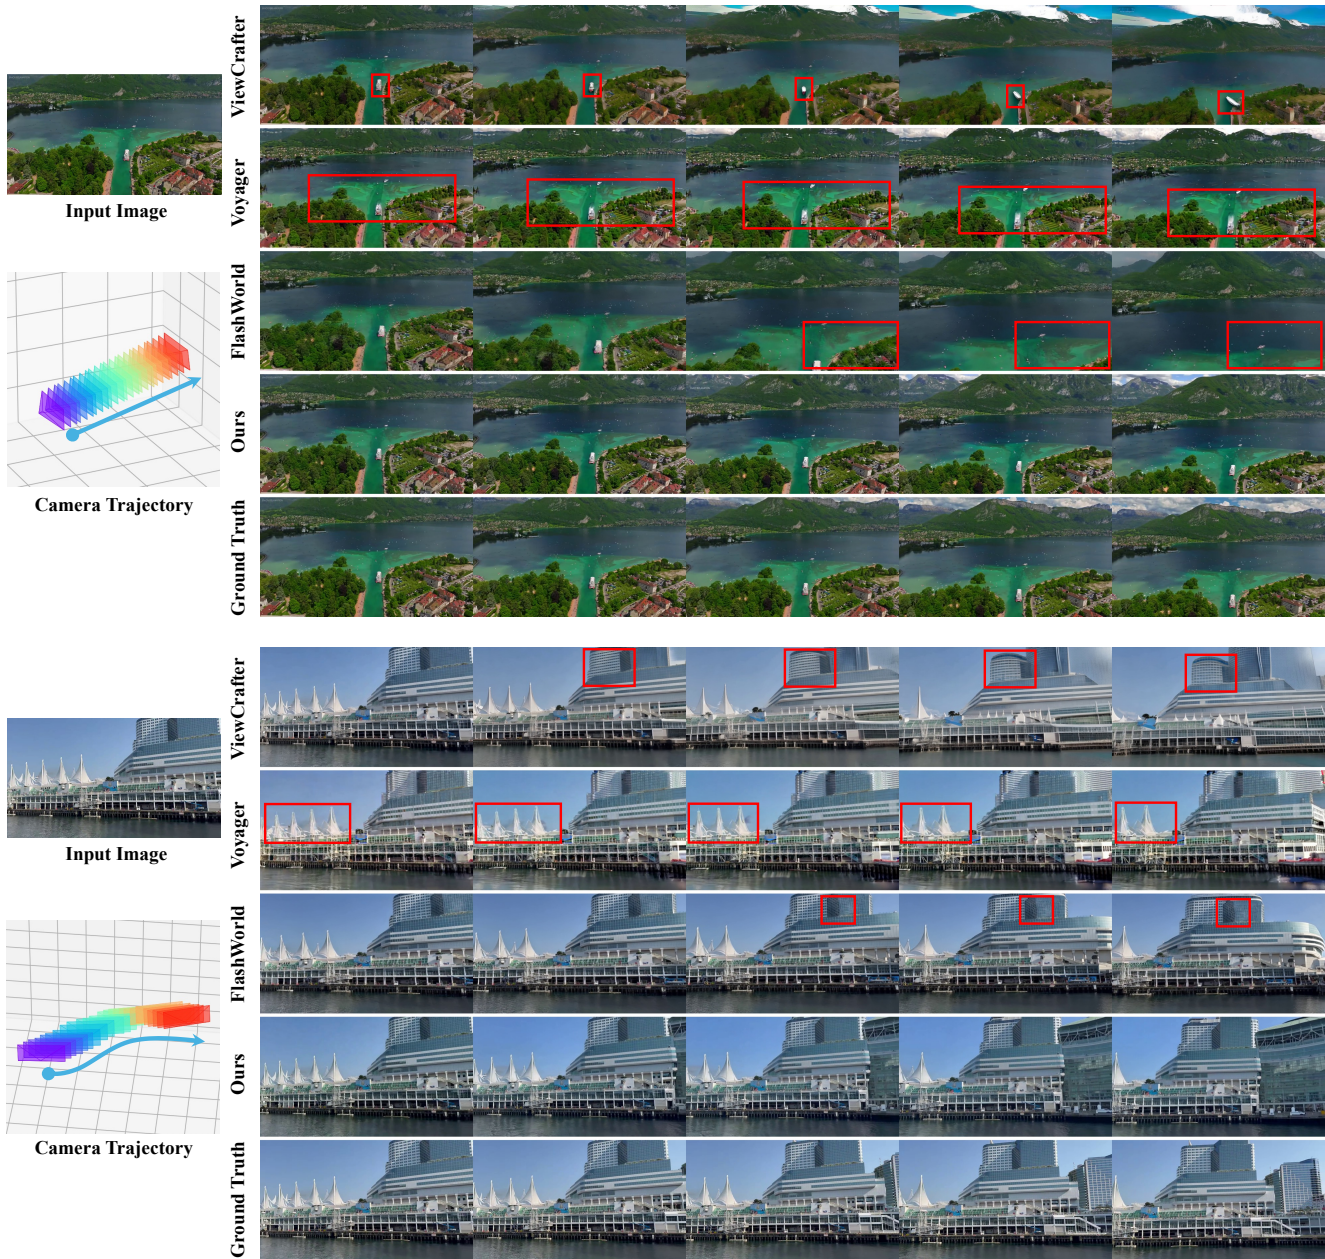 ViewCrafter
Input Image
Voyager
FlashWorld
Camera Trajectory
Ours
Ground Truth
ViewCrafter
Input Image
Voyager
FlashWorld
Camera Trajectory
Ours
Ground Truth